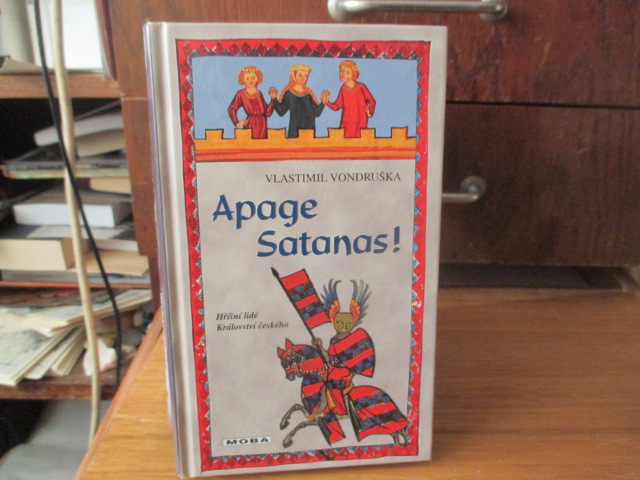 VLASTIMIL VONDRUŠKA
Apage
Satanas!
Hříšní lidé
Království českého
MOBA